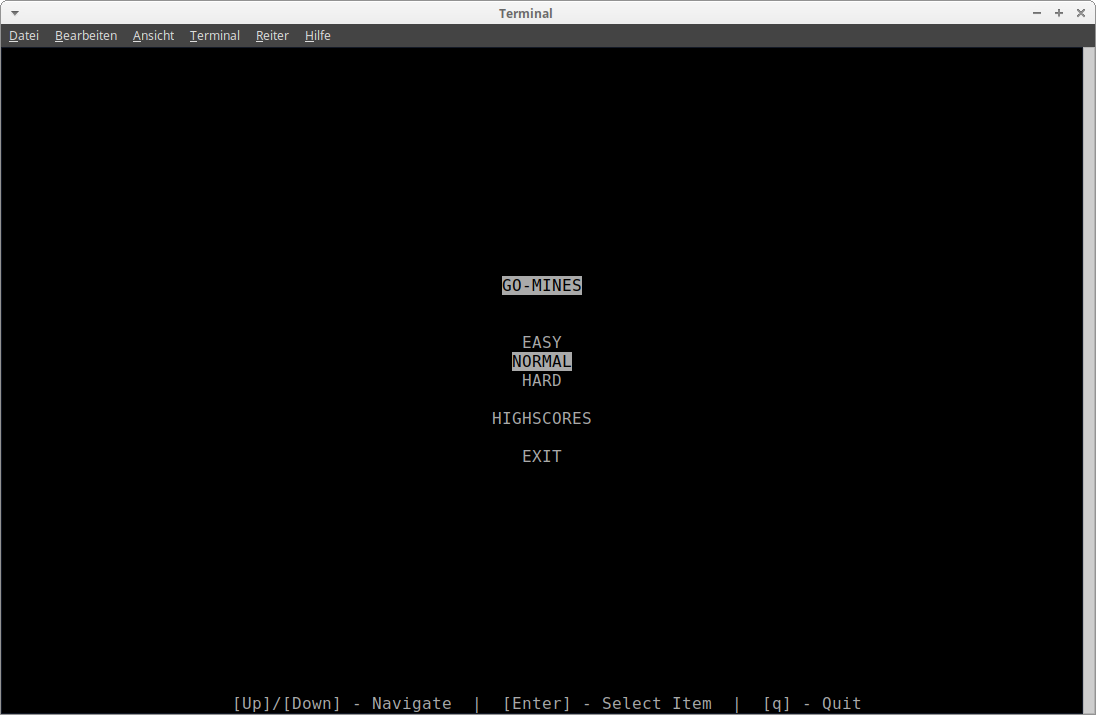 Terminal
Datei Bearbeiten Ansicht Terminal Reiter Hilfe
GO-MINES
EASY
NORMAL
HARD
HIGHSCORES
EXIT
[Up]/[Down] - Navigate | [Enter] - Select Item | [q] - Quit